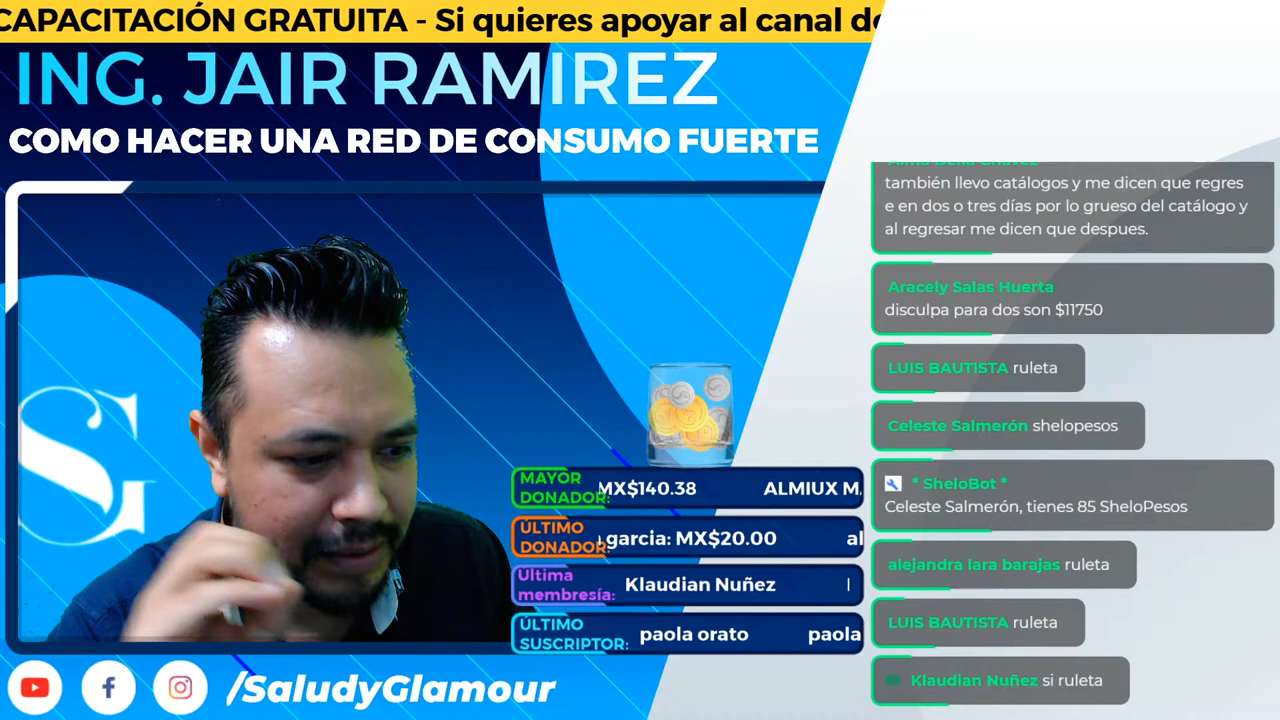 CAPACITACIÓN GRATUITA - Si quieres apoyar al canal de
ING. JAIR RAMIREZ
COMO HACER UNA RED DE CONSUMO FUERTE
S
MAYOR DONADOR: MX$140.38 ALMIUX M
ÚLTIMO DONADOR: garcia: MX$20.00 al
Última membresía: Klaudian Nuñez
ÚLTIMO SUSCRIPTOR: paola orato paola
/SaludyGlamour
también llevo catálogos y me dicen que regres
e en dos o tres días por lo grueso del catálogo y
al regresar me dicen que despues.
Aracely Salas Huerta
disculpa para dos son $11750
LUIS BAUTISTA ruleta
Celeste Salmerón shelopesos
* SheloBot *
Celeste Salmerón, tienes 85 SheloPesos
alejandra lara barajas ruleta
LUIS BAUTISTA ruleta
Klaudian Nuñez si ruleta